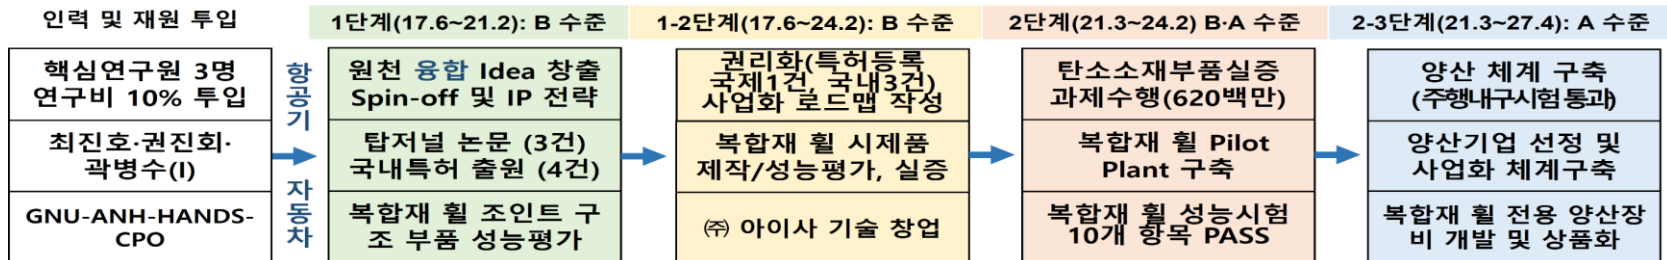 인력 및 재원 투입
핵심연구원 3명
연구비 10% 투입
최진호·권진회·
곽병수(I)
GNU-ANH-HANDS-
CPO
항공기
자동차
1단계(17.6~21.2): B 수준
원천 융합 Idea 창출
Spin-off 및 IP 전략
탑저널 논문 (3건)
국내특허 출원 (4건)
복합재 휠 조인트 구
조 부품 성능평가
1-2단계(17.6~24.2): B 수준
권리화(특허등록
국제1건, 국내3건)
사업화 로드맵 작성
복합재 휠 시제품
제작/성능평가, 실증
㈜ 아이사 기술 창업
2단계(21.3~24.2) B·A 수준
탄소소재부품실증
과제수행(620백만)
복합재 휠 Pilot
Plant 구축
복합재 휠 성능시험
10개 항목 PASS
2-3단계(21.3~27.4): A 수준
양산 체계 구축
(주행내구시험 통과)
양산기업 선정 및
사업화 체계구축
복합재 휠 전용 양산장
비 개발 및 상품화